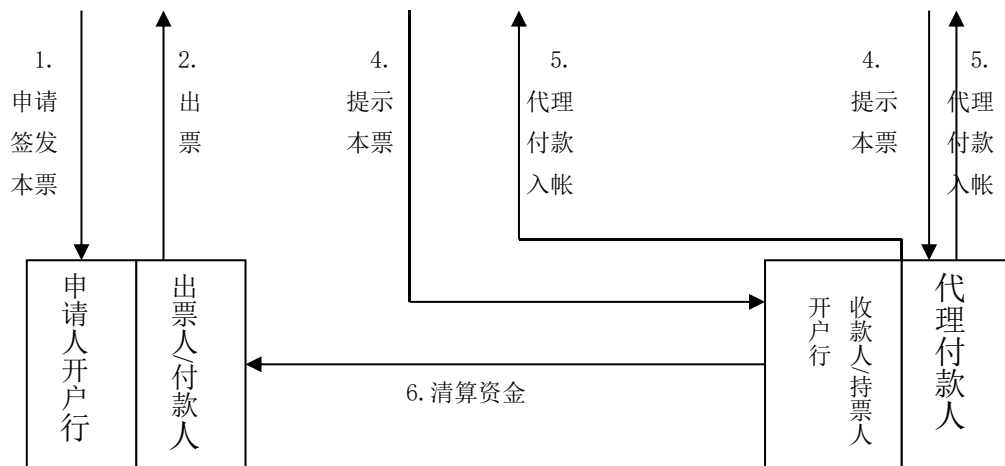 1.
申请
签发
本票
2.
出
票
4.
提示
本票
5.
代理
付款
入帐
4.
提示
本票
5.
代理
付款
入帐
申请人开户行
出票人/付款人
收款人/持票人
开户行
代理付款人
6.清算资金